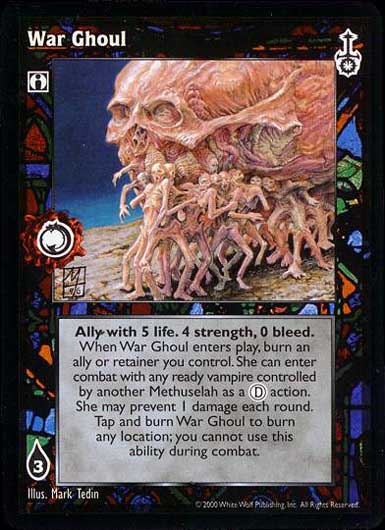 War Ghoul
Ally with 5 life. 4 strength, 0 bleed.
When War Ghoul enters play, burn an
ally or retainer you control. She can enter
combat with any ready vampire controlled
by another Methuselah as a Ⓓ action.
She may prevent 1 damage each round.
Tap and burn War Ghoul to burn
any location; you cannot use this
ability during combat.
3
Illus. Mark Tedin
©2000 White Wolf Publishing, Inc. All Rights Reserved.